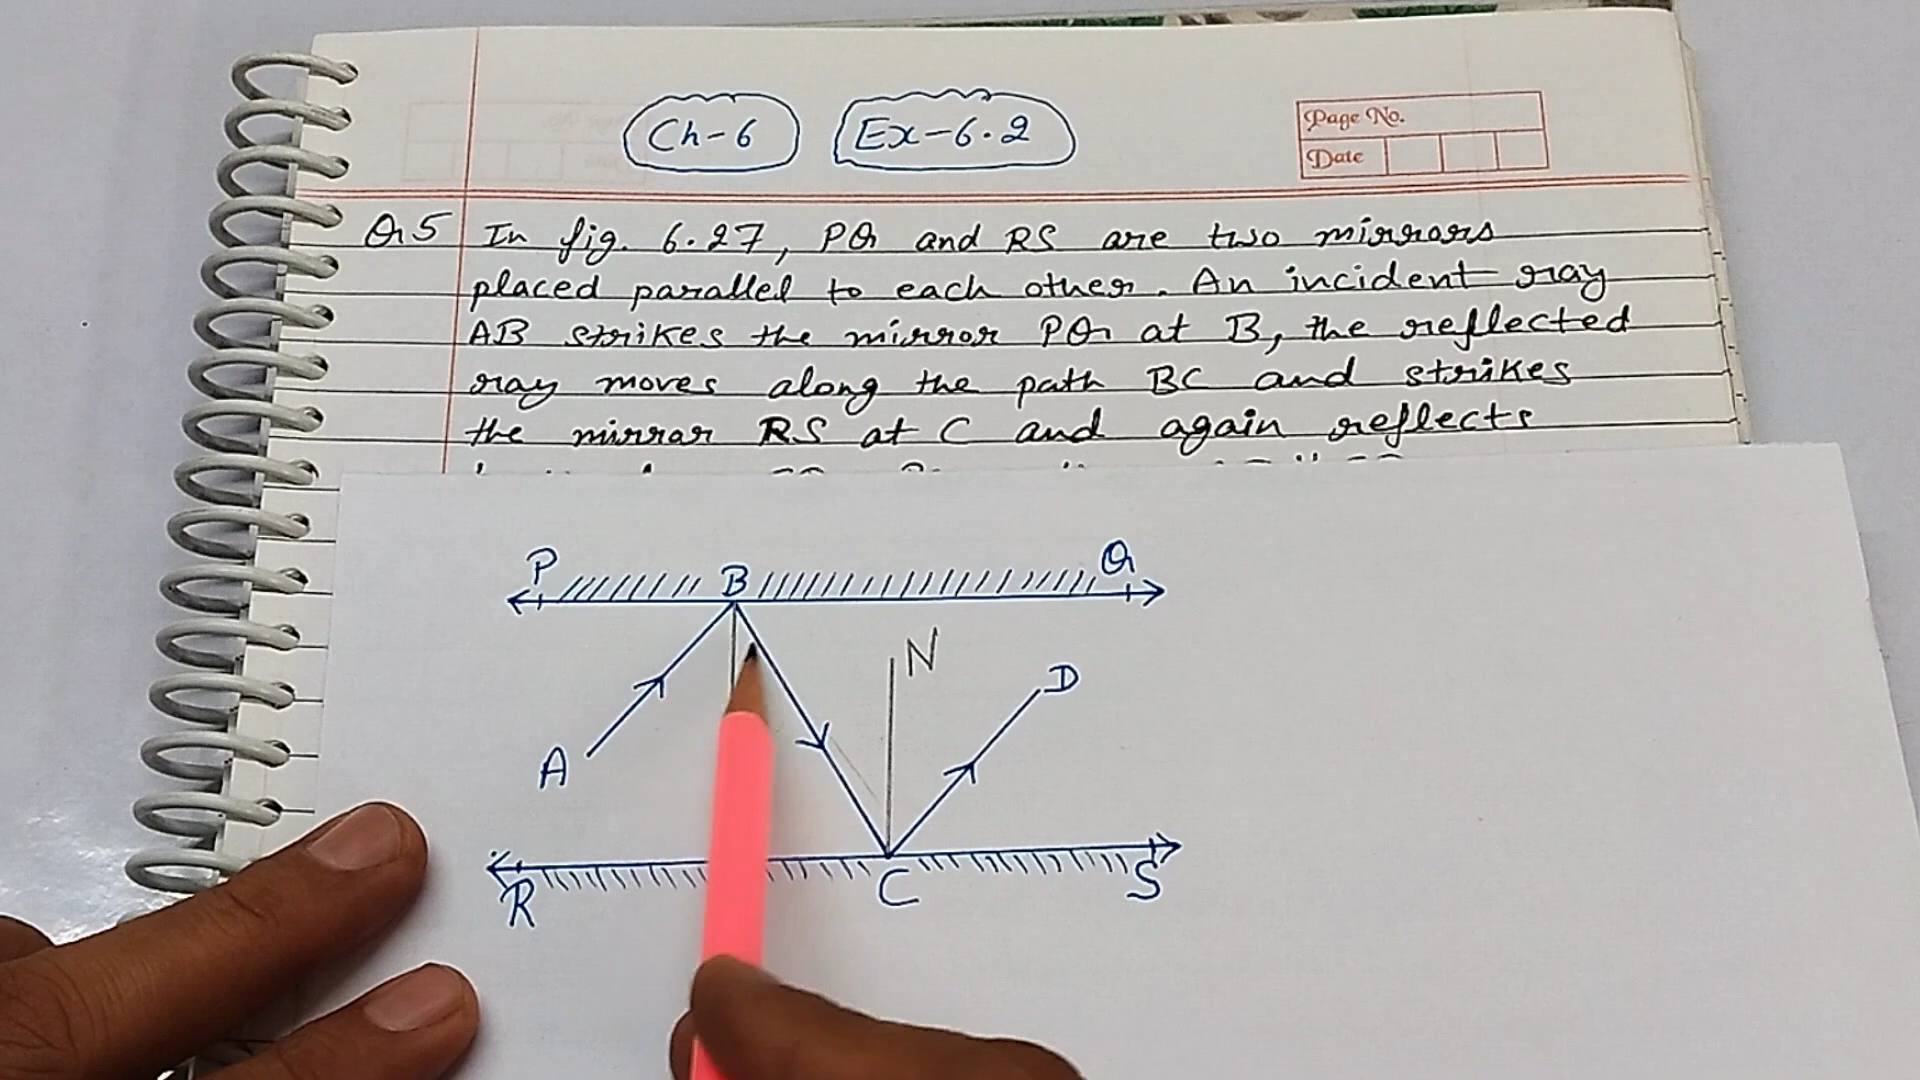 Ch-6 Ex-6.2
Page No.
Date
Q5 In fig. 6.27, PQ and RS are two mirrors
placed parallel to each other. An incident ray
AB strikes the mirror PQ at B, the reflected
ray moves along the path BC and strikes
the mirrar RS at C and again reflects
P B Q
N
D
A
R C S